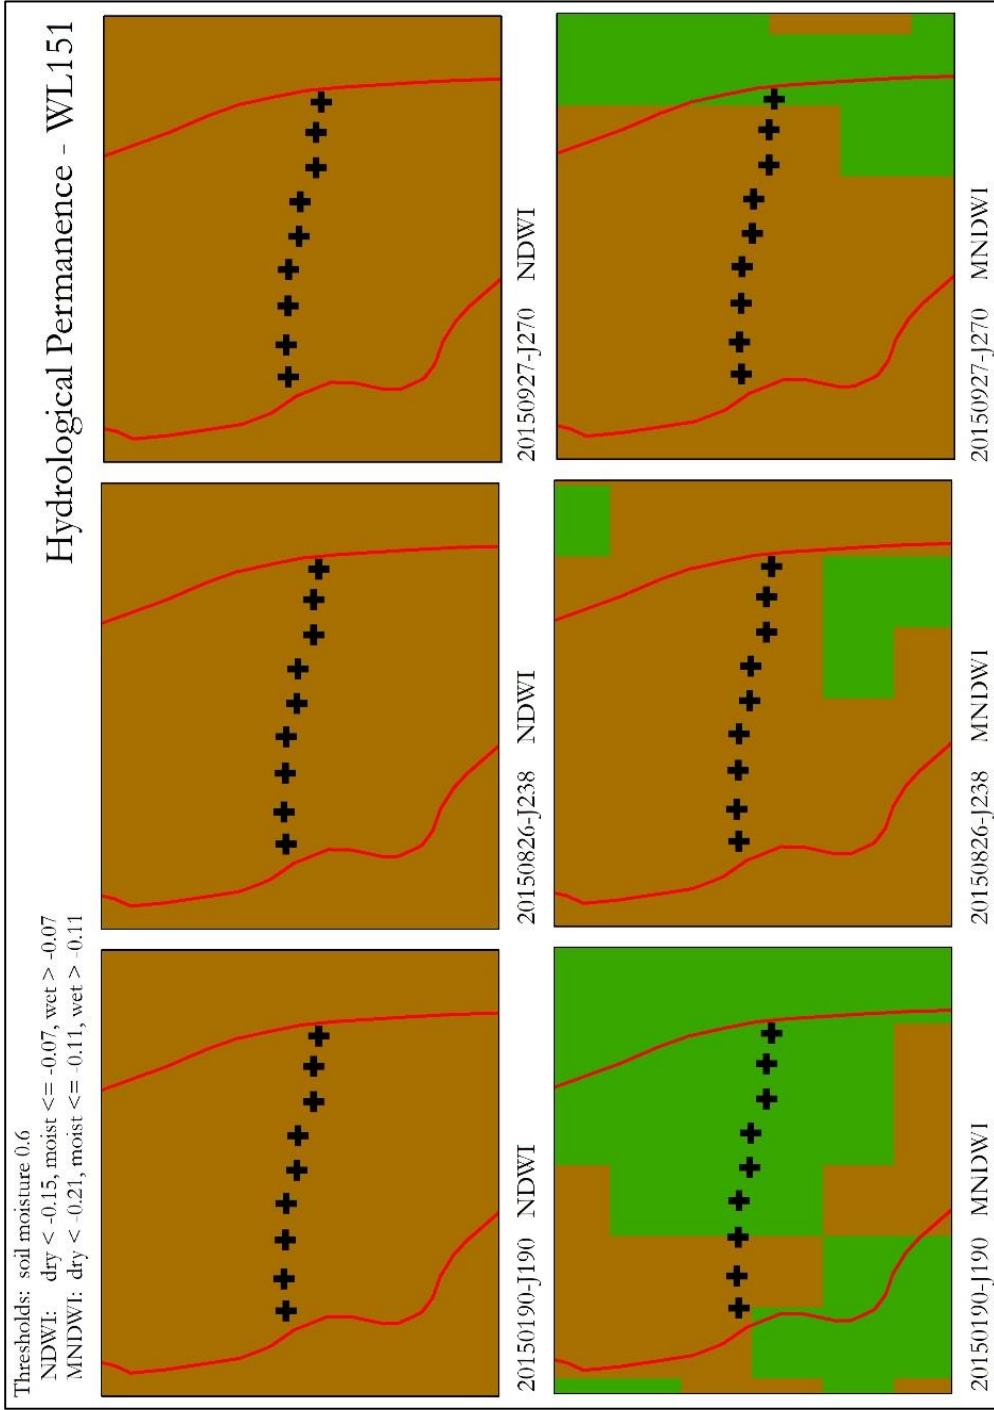 Hydrological Permanence - WL151
Thresholds: soil moisture 0.6
NDWI: dry < -0.15, moist <= -0.07, wet > -0.07
MNDWI: dry < -0.21, moist <= -0.11, wet > -0.11
20150190-J190 NDWI
20150826-J238 NDWI
20150927-J270 NDWI
20150190-J190 MNDWI
20150826-J238 MNDWI
20150927-J270 MNDWI